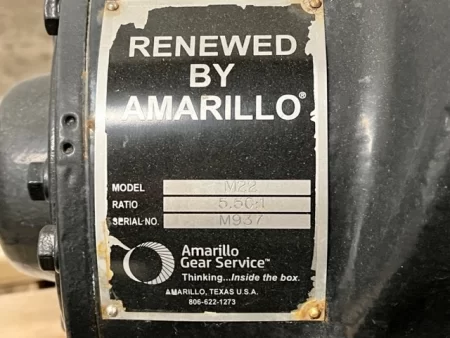 RENEWED
BY
AMARILLO®
MODEL M22
RATIO 5.50:1
SERIAL NO. M937
Amarillo
Gear Service™
Thinking...Inside the box.
AMARILLO, TEXAS U.S.A.
806-622-1273